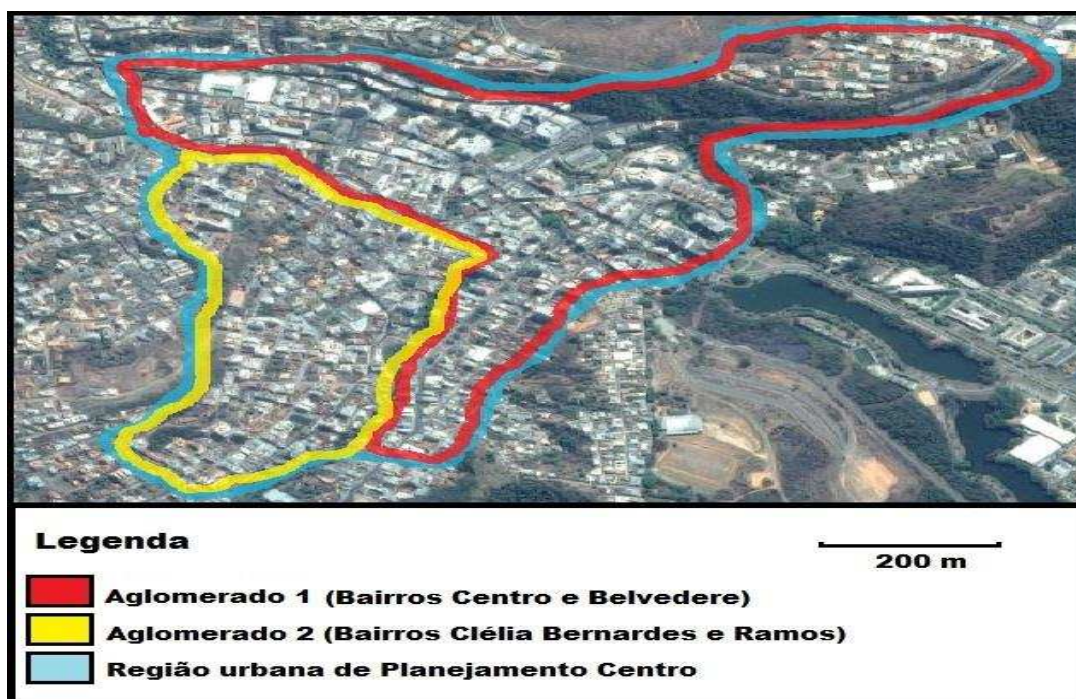 Legenda
200 m
Aglomerado 1 (Bairros Centro e Belvedere)
Aglomerado 2 (Bairros Clélia Bernardes e Ramos)
Região urbana de Planejamento Centro